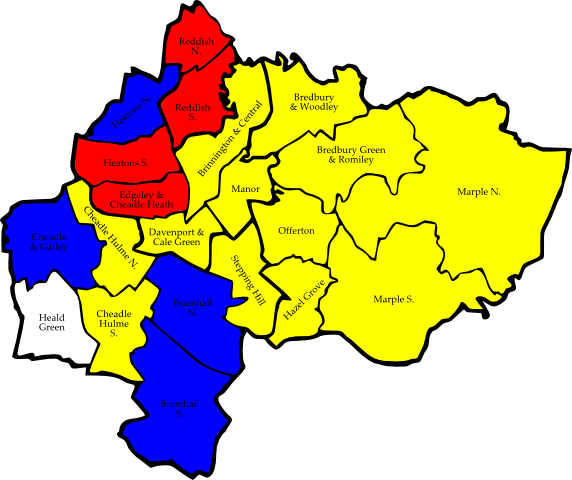 Reddish
N.
Heatons N.
Reddish
S.
Brinnington & Central
Bredbury
& Woodley
Bredbury Green
& Romiley
Heatons S.
Edgeley &
Cheadle Heath
Manor
Marple N.
Cheadle Hulme N.
Davenport &
Cale Green
Offerton
Cheadle
& Gatley
Stepping Hill
Hazel Grove
Marple S.
Heald
Green
Cheadle
Hulme
S.
Bramhall
N.
Bramhall
S.